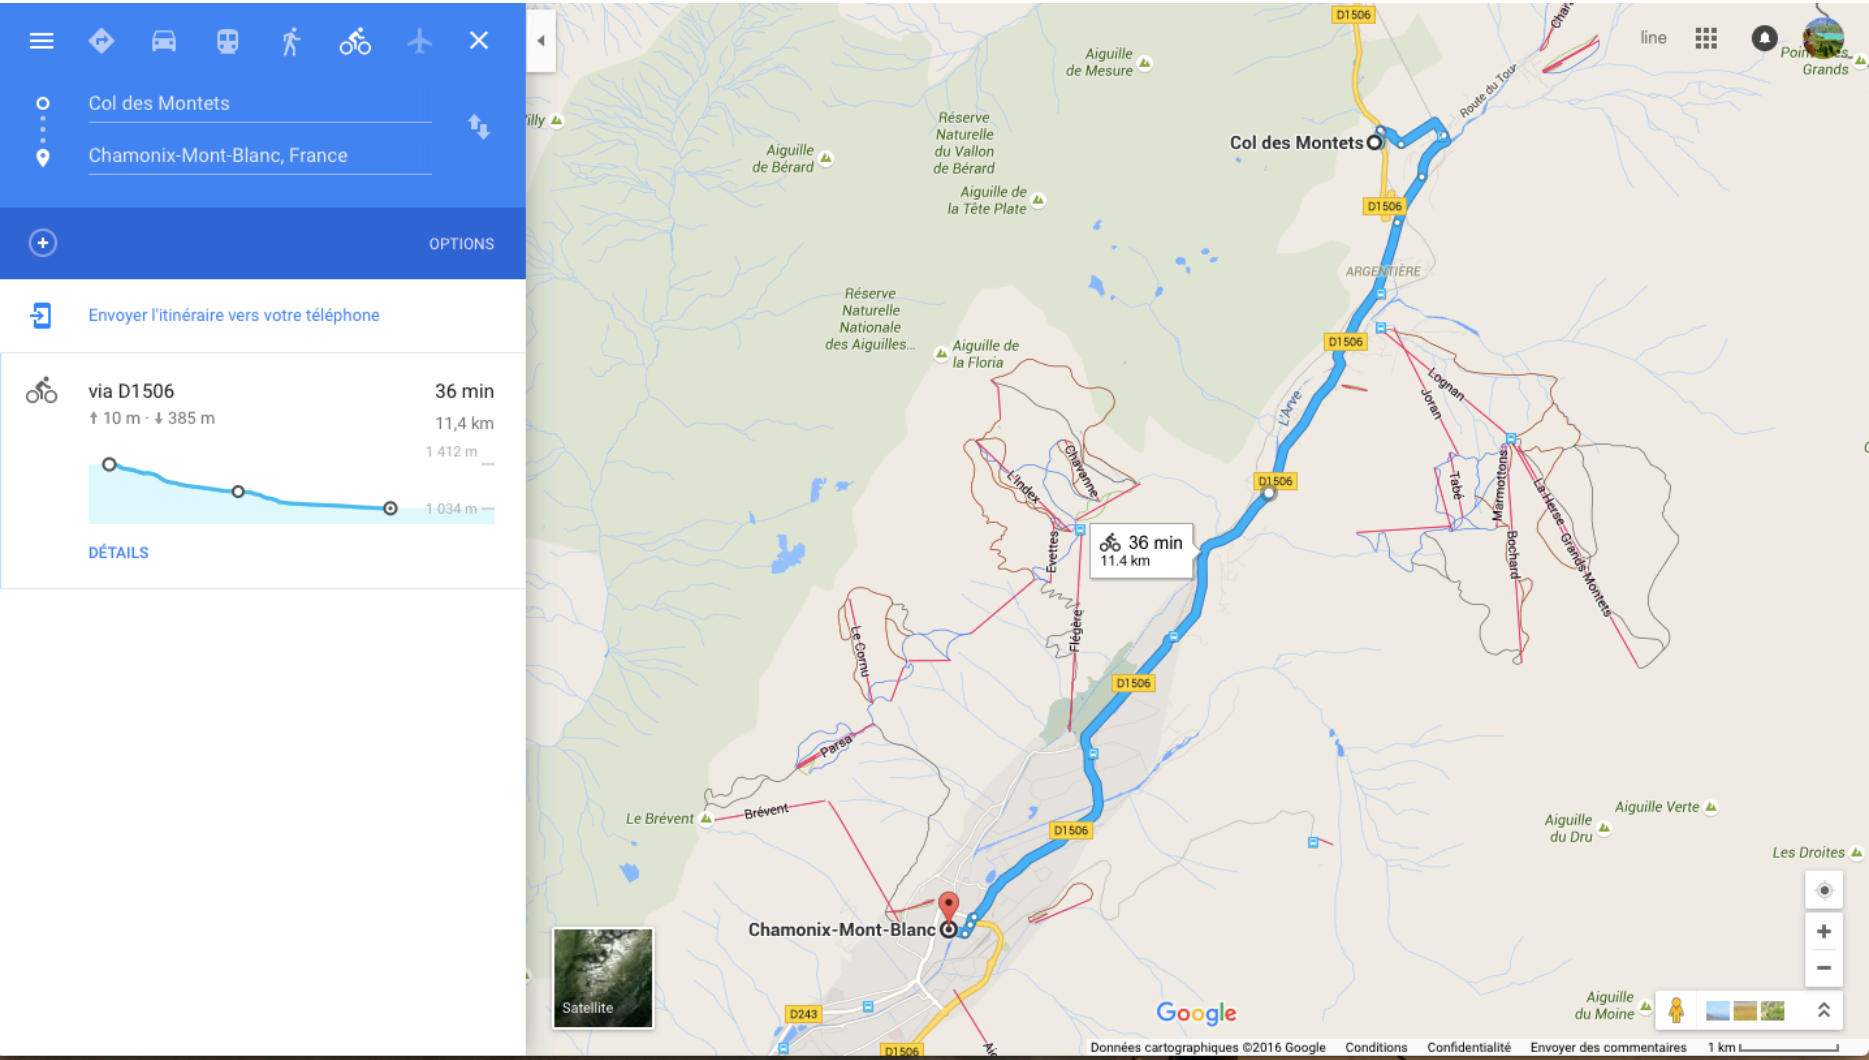 Col des Montets
Chamonix-Mont-Blanc, France
OPTIONS
Envoyer l'itinéraire vers votre téléphone
via D1506
36 min
10 m · 385 m
11,4 km
1 412 m
1 034 m
DÉTAILS
D1506
line
Aiguille
de Mesure
Grands
Route du Tour
illy
Réserve
Naturelle
du Vallon
de Bérard
Col des Montets
Aiguille
de Bérard
Aiguille de
la Tête Plate
D1506
ARGENTIÈRE
Réserve
Naturelle
Nationale
des Aiguilles...
Aiguille de
la Floria
D1506
Lognan
Joran
L'Arve
Chavanne
L'Index
D1506
Tabé
Marmottons
La Herse
Grands Montets
Bochard
Evettes
36 min
11.4 km
Flégère
Le Cornu
D1506
Parsa
Le Brévent
Brévent
D1506
Aiguille Verte
Aiguille
du Dru
Les Droites
Chamonix-Mont-Blanc
Satellite
D243
D1506
Google
Aiguille
du Moine
Données cartographiques ©2016 Google
Conditions
Confidentialité
Envoyer des commentaires
1 km